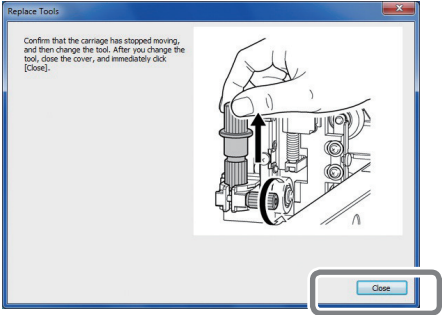 Replace Tools
Confirm that the carriage has stopped moving,
and then change the tool. After you change the
tool, close the cover, and immediately click
[Close].
Close